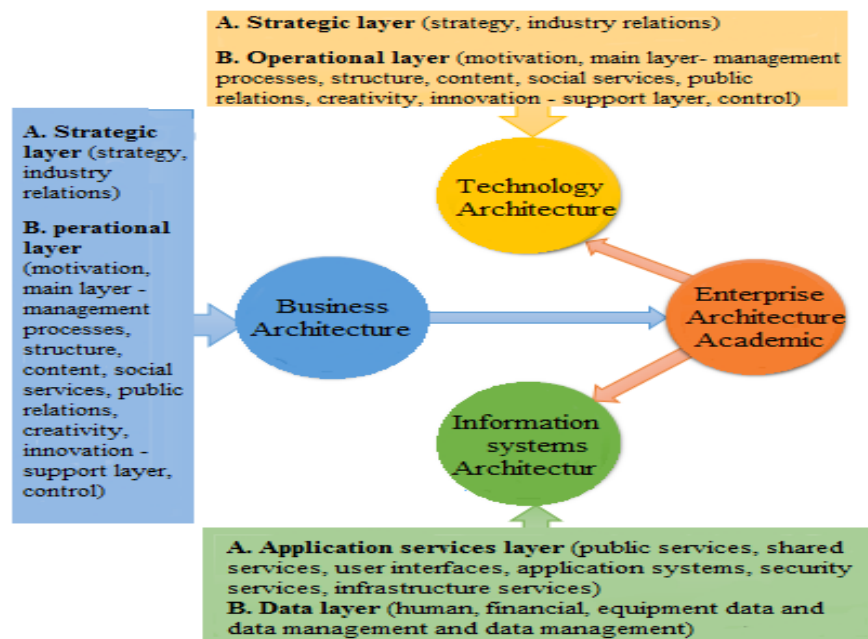 A. Strategic layer (strategy, industry relations)
B. Operational layer (motivation, main layer- management
processes, structure, content, social services, public
relations, creativity, innovation - support layer, control)
A. Strategic
layer (strategy,
industry
relations)
B. perational
layer
(motivation,
main layer -
management
processes,
structure,
content, social
services, public
relations,
creativity,
innovation -
support layer,
control)
Technology
Architecture
Business
Architecture
Enterprise
Architecture
Academic
Information
systems
Architectur
A. Application services layer (public services, shared
services, user interfaces, application systems, security
services, infrastructure services)
B. Data layer (human, financial, equipment data and
data management and data management)